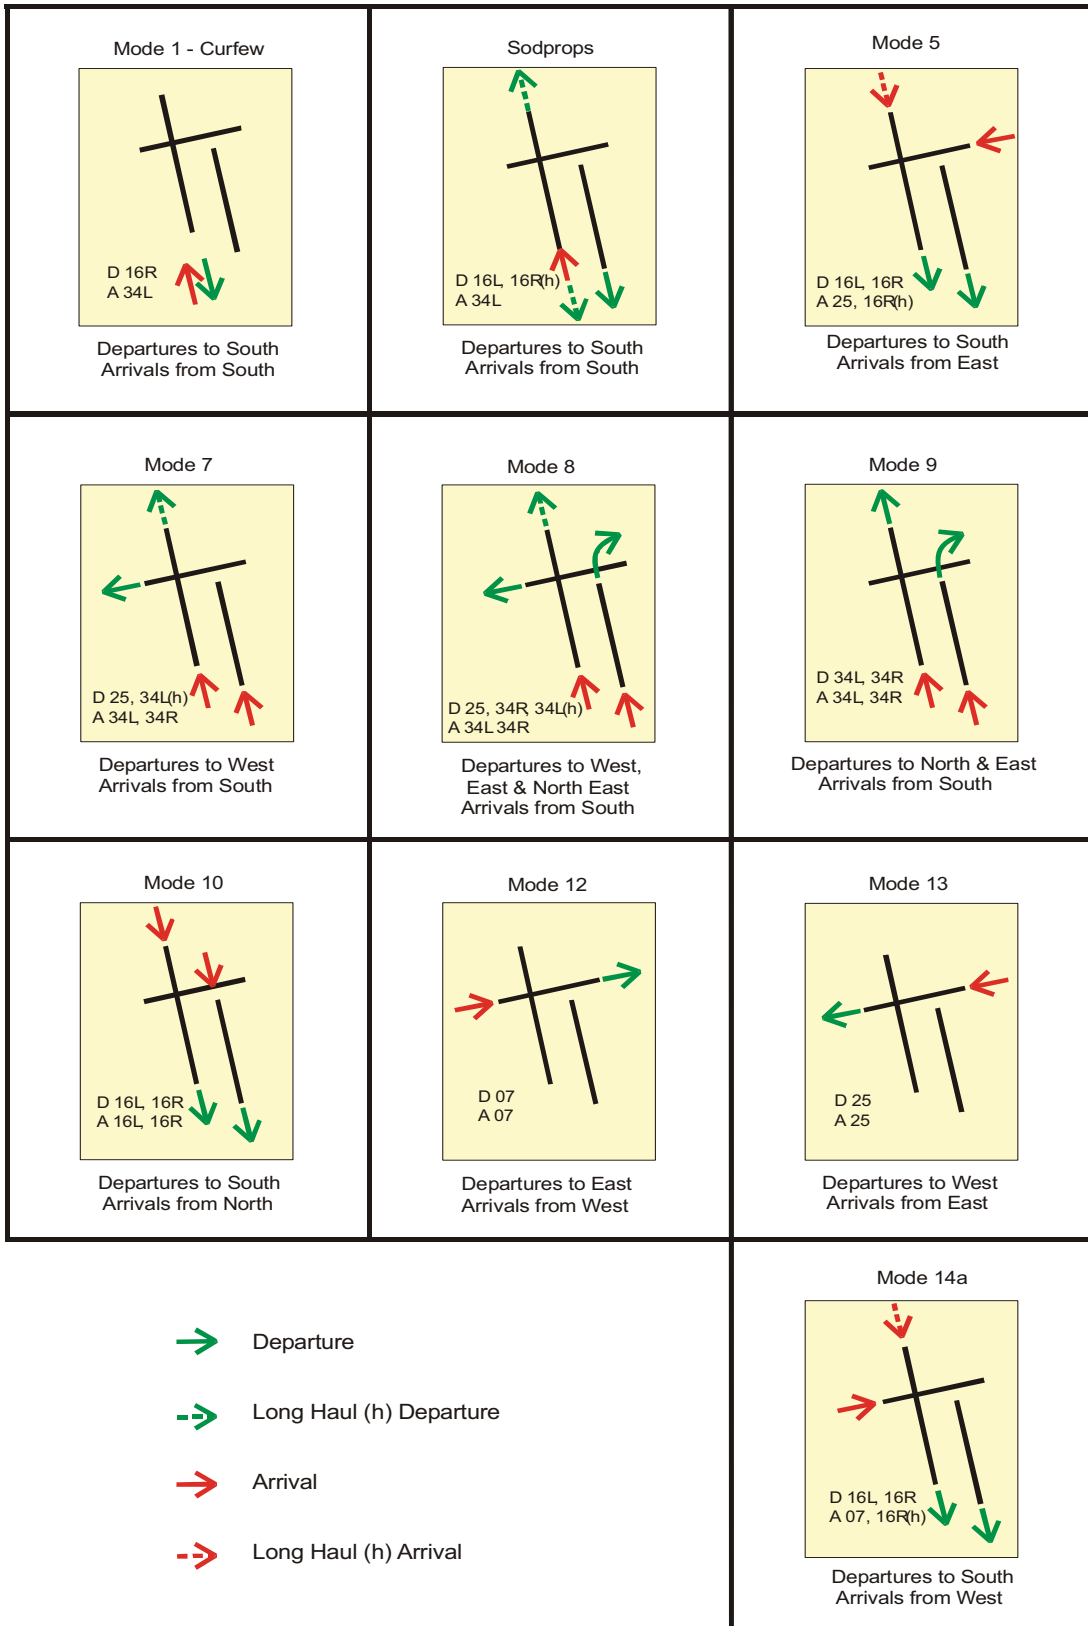 Mode 1 - Curfew
D 16R
A 34L
Departures to South
Arrivals from South
Sodprops
D 16L, 16R(h)
A 34L
Departures to South
Arrivals from South
Mode 5
D 16L, 16R
A 25, 16R(h)
Departures to South
Arrivals from East
Mode 7
D 25, 34L(h)
A 34L, 34R
Departures to West
Arrivals from South
Mode 8
D 25, 34R, 34L(h)
A 34L 34R
Departures to West,
East & North East
Arrivals from South
Mode 9
D 34L, 34R
A 34L, 34R
Departures to North & East
Arrivals from South
Mode 10
D 16L, 16R
A 16L, 16R
Departures to South
Arrivals from North
Mode 12
D 07
A 07
Departures to East
Arrivals from West
Mode 13
D 25
A 25
Departures to West
Arrivals from East
Departure
Long Haul (h) Departure
Arrival
Long Haul (h) Arrival
Mode 14a
D 16L, 16R
A 07, 16R(h)
Departures to South
Arrivals from West